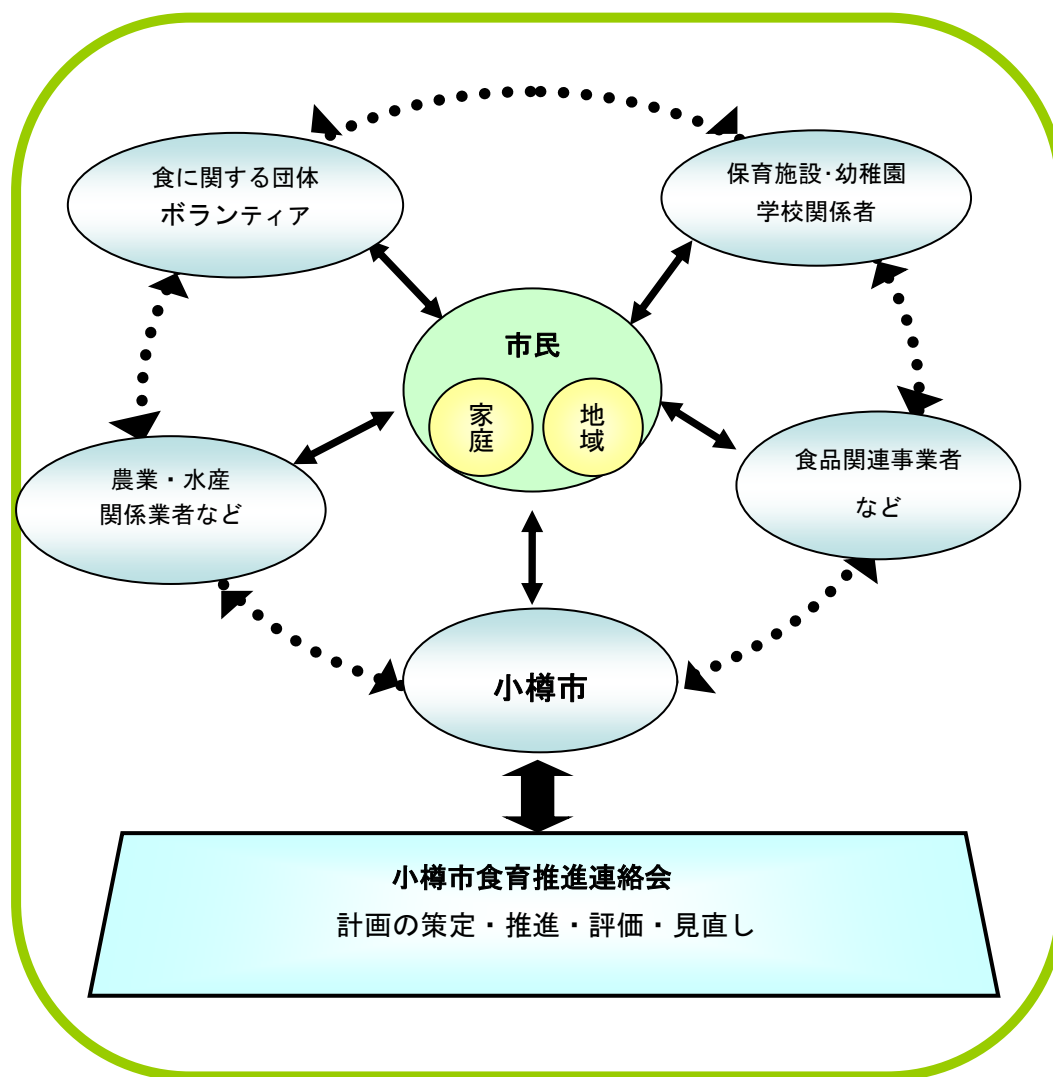 食に関する団体
ボランティア
保育施設・幼稚園
学校関係者
市民
家庭
地域
農業・水産
関係業者など
食品関連事業者
など
小樽市
小樽市食育推進連絡会
計画の策定・推進・評価・見直し